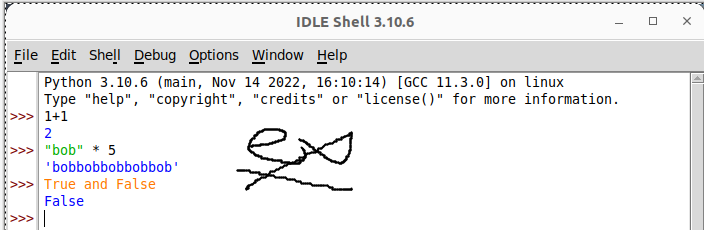 IDLE Shell 3.10.6
File Edit Shell Debug Options Window Help
Python 3.10.6 (main, Nov 14 2022, 16:10:14) [GCC 11.3.0] on linux
Type "help", "copyright", "credits" or "license()" for more information.
>>> 1+1
2
>>> "bob" * 5
'bobbobbobbobbob'
>>> True and False
False
>>>